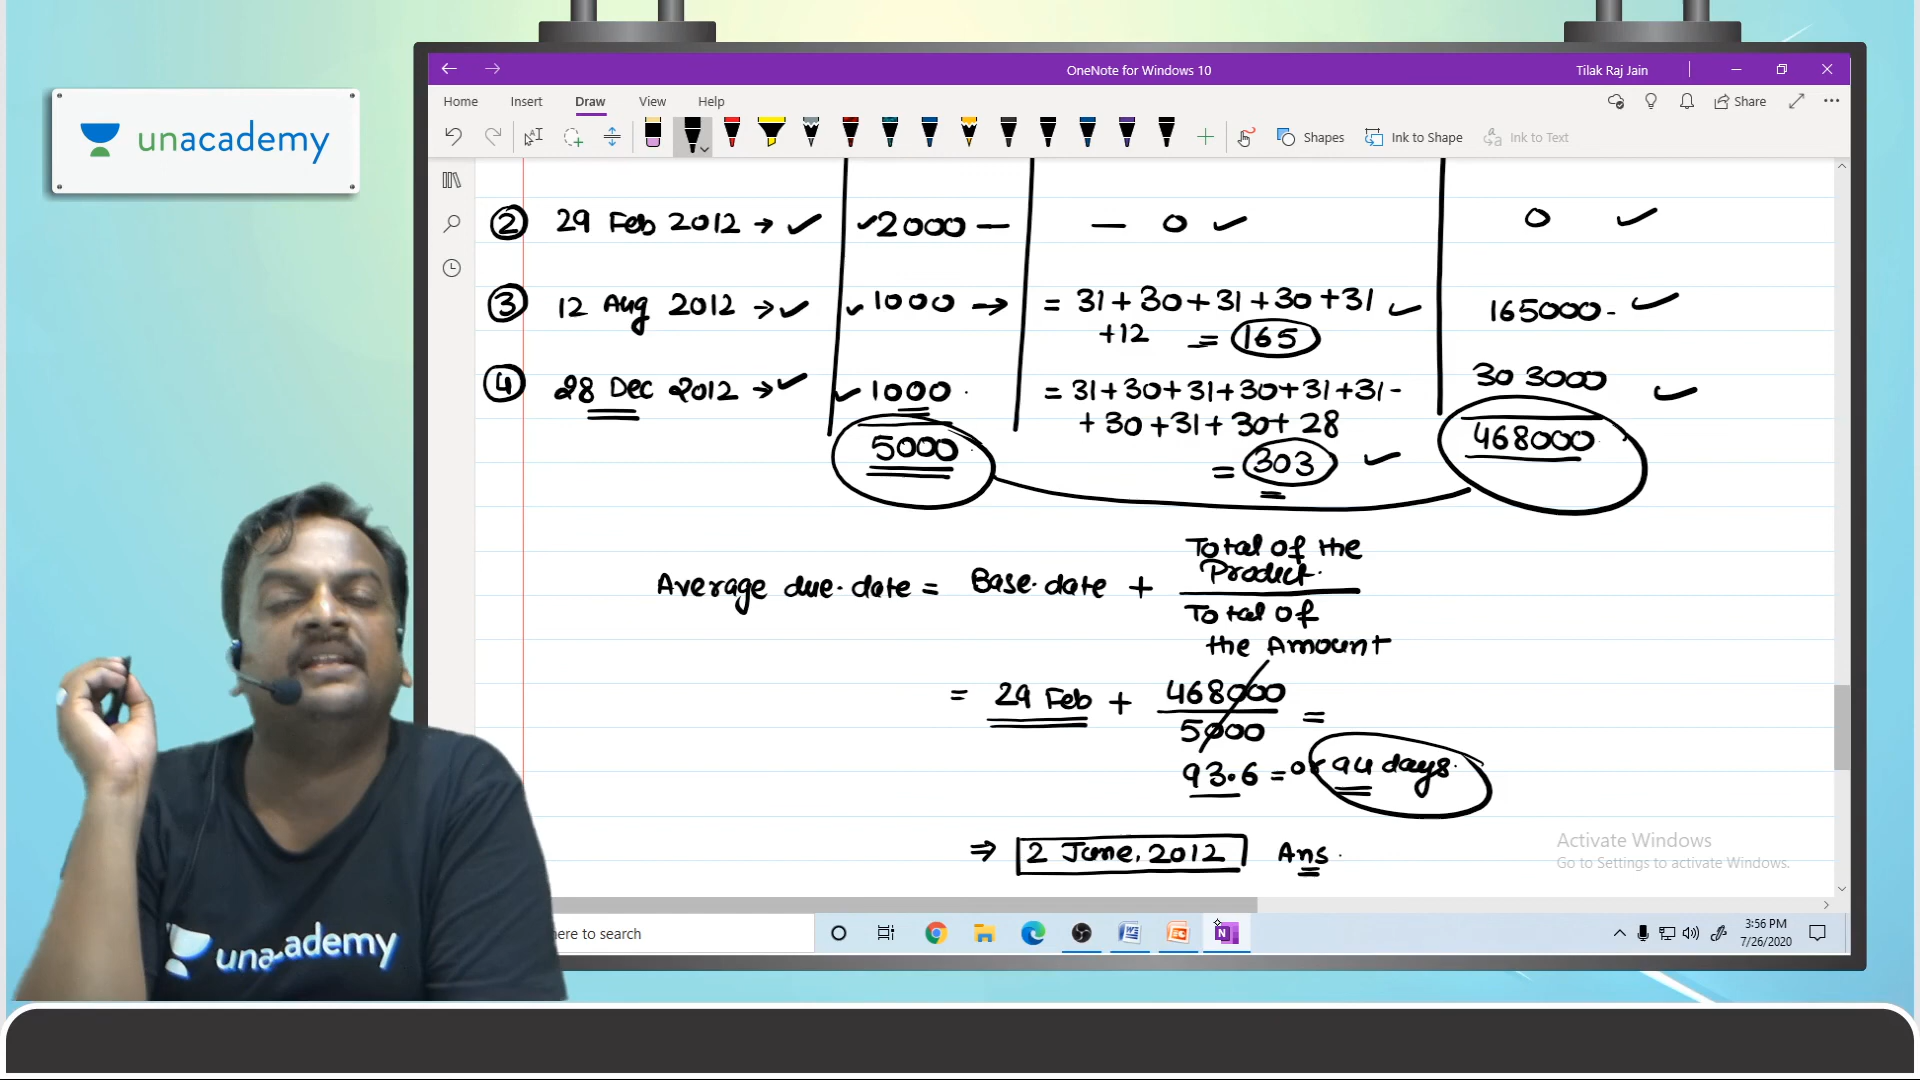 unacademy
OneNote for Windows 10
Tilak Raj Jain
Home Insert Draw View Help
Share
Shapes Ink to Shape Ink to Text
2 29 Feb 2012 → ✓ ✓2000 — — 0 ✓ 0 ✓
3 12 Aug 2012 → ✓ ✓1000 → = 31 + 30 + 31 + 30 + 31 ✓ 165000 - ✓
+12 = 165
4 28 Dec 2012 → ✓ ✓1000 = 31 + 30 + 31 + 30 + 31 + 31 - 303000 ✓
+ 30 + 31 + 30 + 28
5000 = 303 ✓ 468000
Average due date = Base date + Total of the Product / Total of the Amount
= 29 Feb + 468000 / 5000 =
93.6 = or 94 days.
⇒ 2 June, 2012 Ans.
Activate Windows
Go to Settings to activate Windows.
here to search
3:56 PM
7/26/2020
unacademy